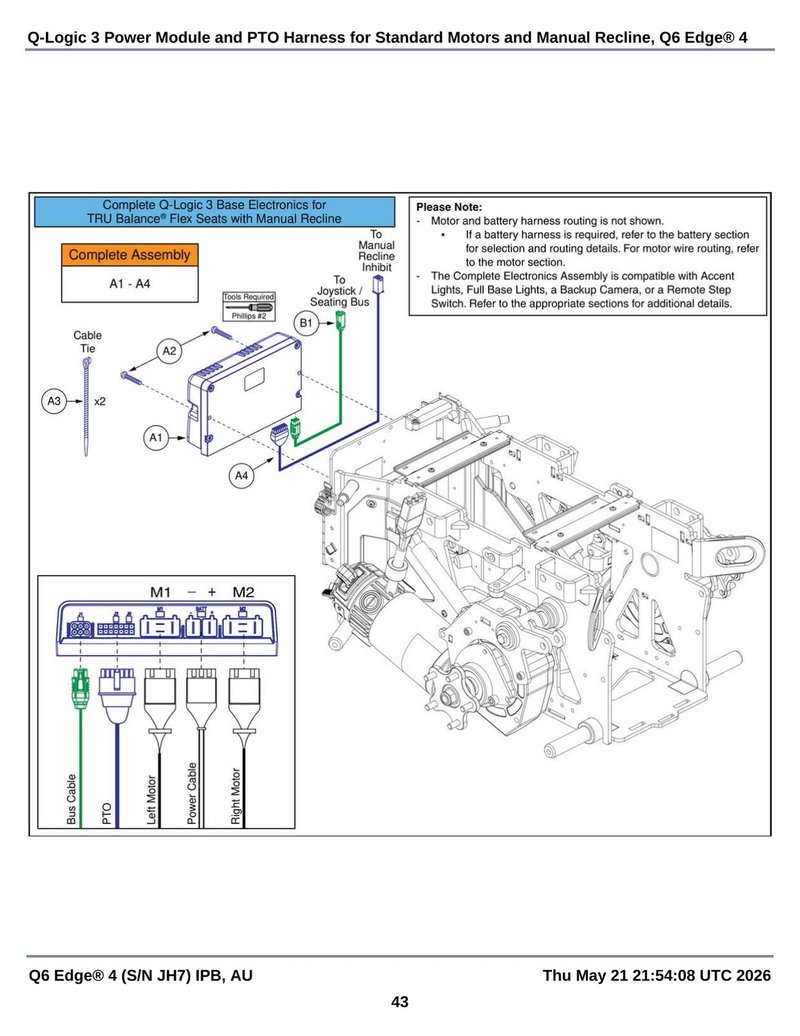 Q-Logic 3 Power Module and PTO Harness for Standard Motors and Manual Recline, Q6 Edge® 4
Complete Q-Logic 3 Base Electronics for
TRU Balance® Flex Seats with Manual Recline
Please Note:
- Motor and battery harness routing is not shown.
• If a battery harness is required, refer to the battery section
for selection and routing details. For motor wire routing, refer
to the motor section.
- The Complete Electronics Assembly is compatible with Accent
Lights, Full Base Lights, a Backup Camera, or a Remote Step
Switch. Refer to the appropriate sections for additional details.
Complete Assembly
A1 - A4
To
Manual
Recline
Inhibit
To
Joystick /
Seating Bus
Tools Required
Phillips #2
B1
Cable
Tie
A2
A3
x2
A1
A4
M1 – + M2
M1
BATT
- +
M2
Bus Cable
PTO
Left Motor
Power Cable
Right Motor
Q6 Edge® 4 (S/N JH7) IPB, AU
Thu May 21 21:54:08 UTC 2026
43